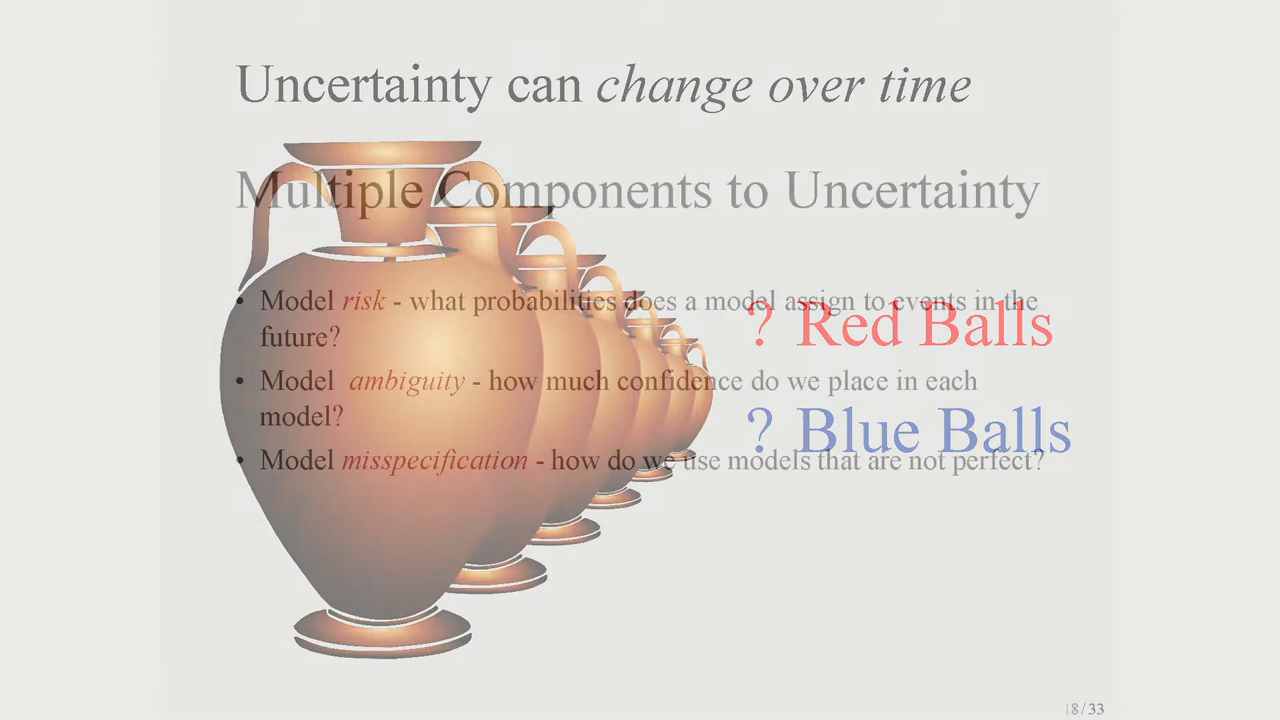 Uncertainty can change over time
Multiple Components to Uncertainty
• Model risk - what probabilities does a model assign to events in the
future?
? Red Balls
• Model ambiguity - how much confidence do we place in each
model?
? Blue Balls
• Model misspecification - how do we use models that are not perfect?
18/33